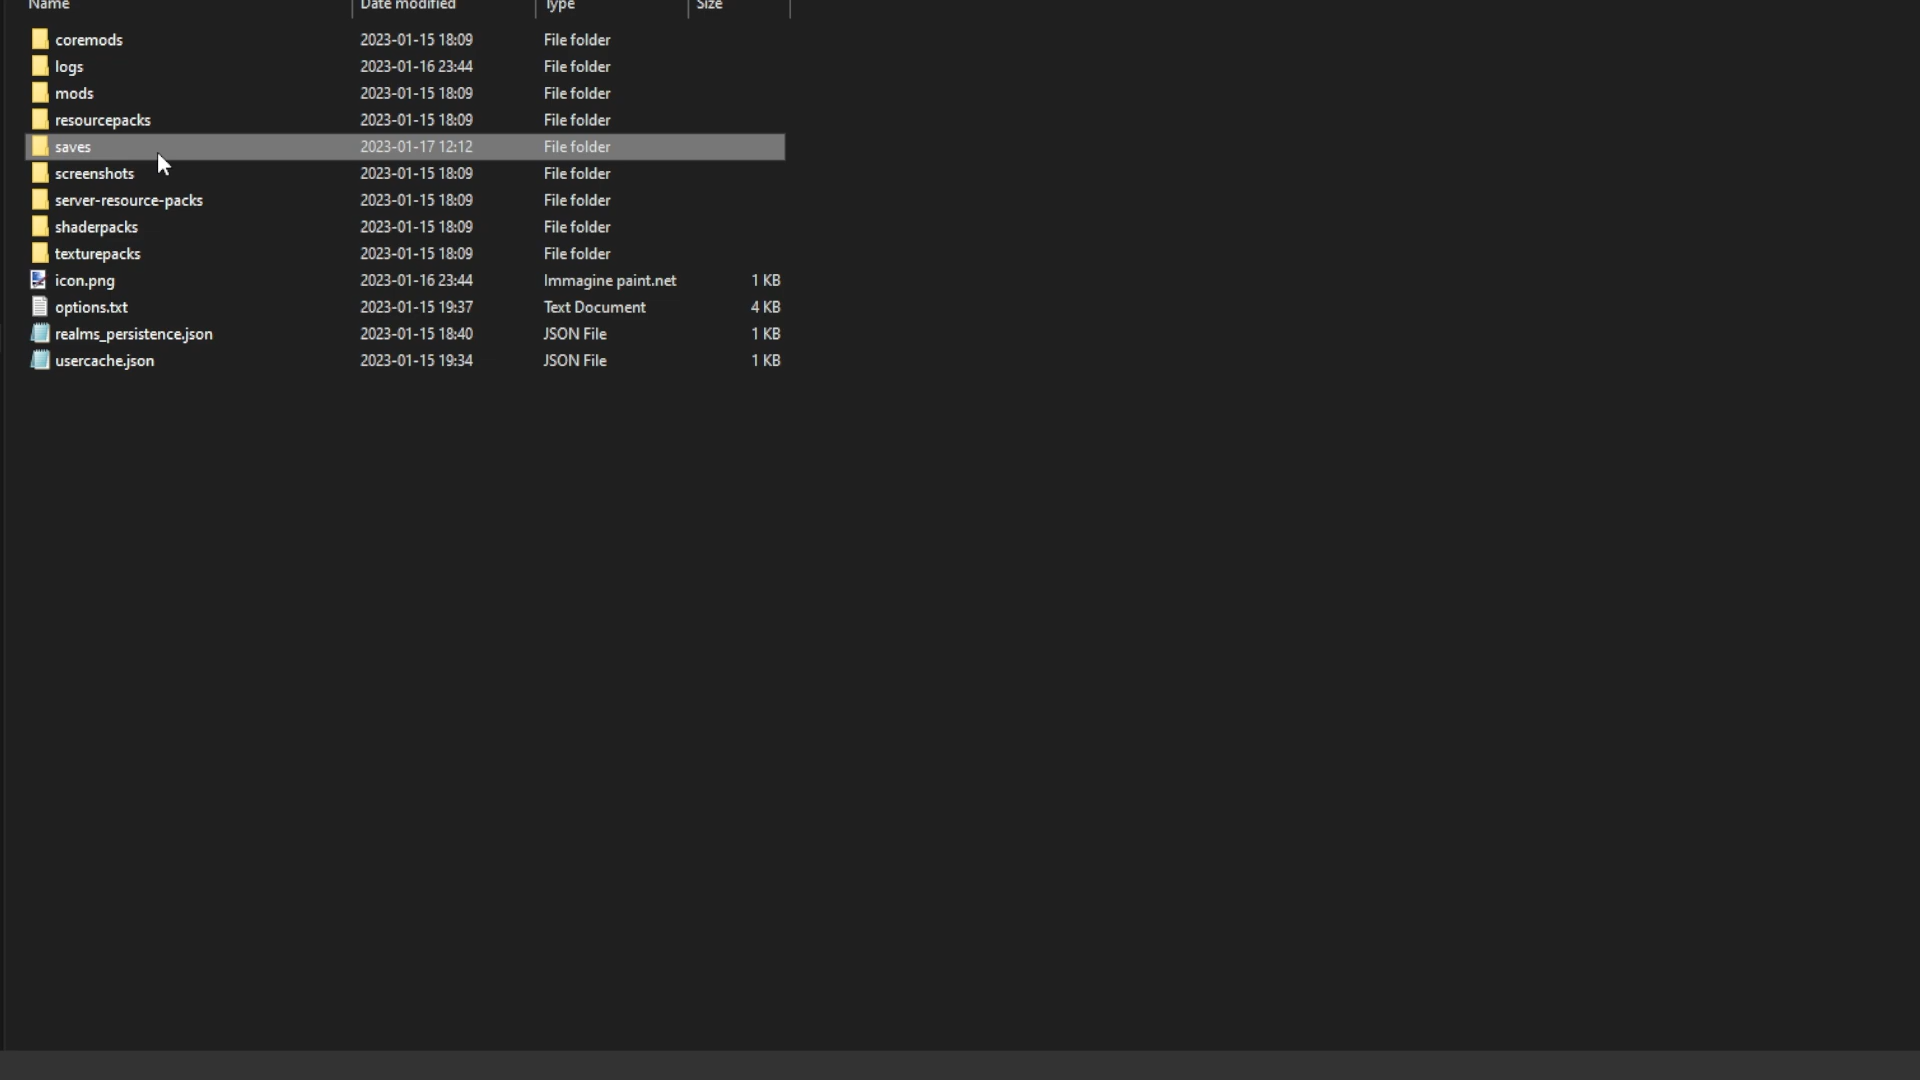 Name Date modified Type Size
coremods 2023-01-15 18:09 File folder
logs 2023-01-16 23:44 File folder
mods 2023-01-15 18:09 File folder
resourcepacks 2023-01-15 18:09 File folder
saves 2023-01-17 12:12 File folder
screenshots 2023-01-15 18:09 File folder
server-resource-packs 2023-01-15 18:09 File folder
shaderpacks 2023-01-15 18:09 File folder
texturepacks 2023-01-15 18:09 File folder
icon.png 2023-01-16 23:44 Immagine paint.net 1 KB
options.txt 2023-01-15 19:37 Text Document 4 KB
realms_persistence.json 2023-01-15 18:40 JSON File 1 KB
usercache.json 2023-01-15 19:34 JSON File 1 KB